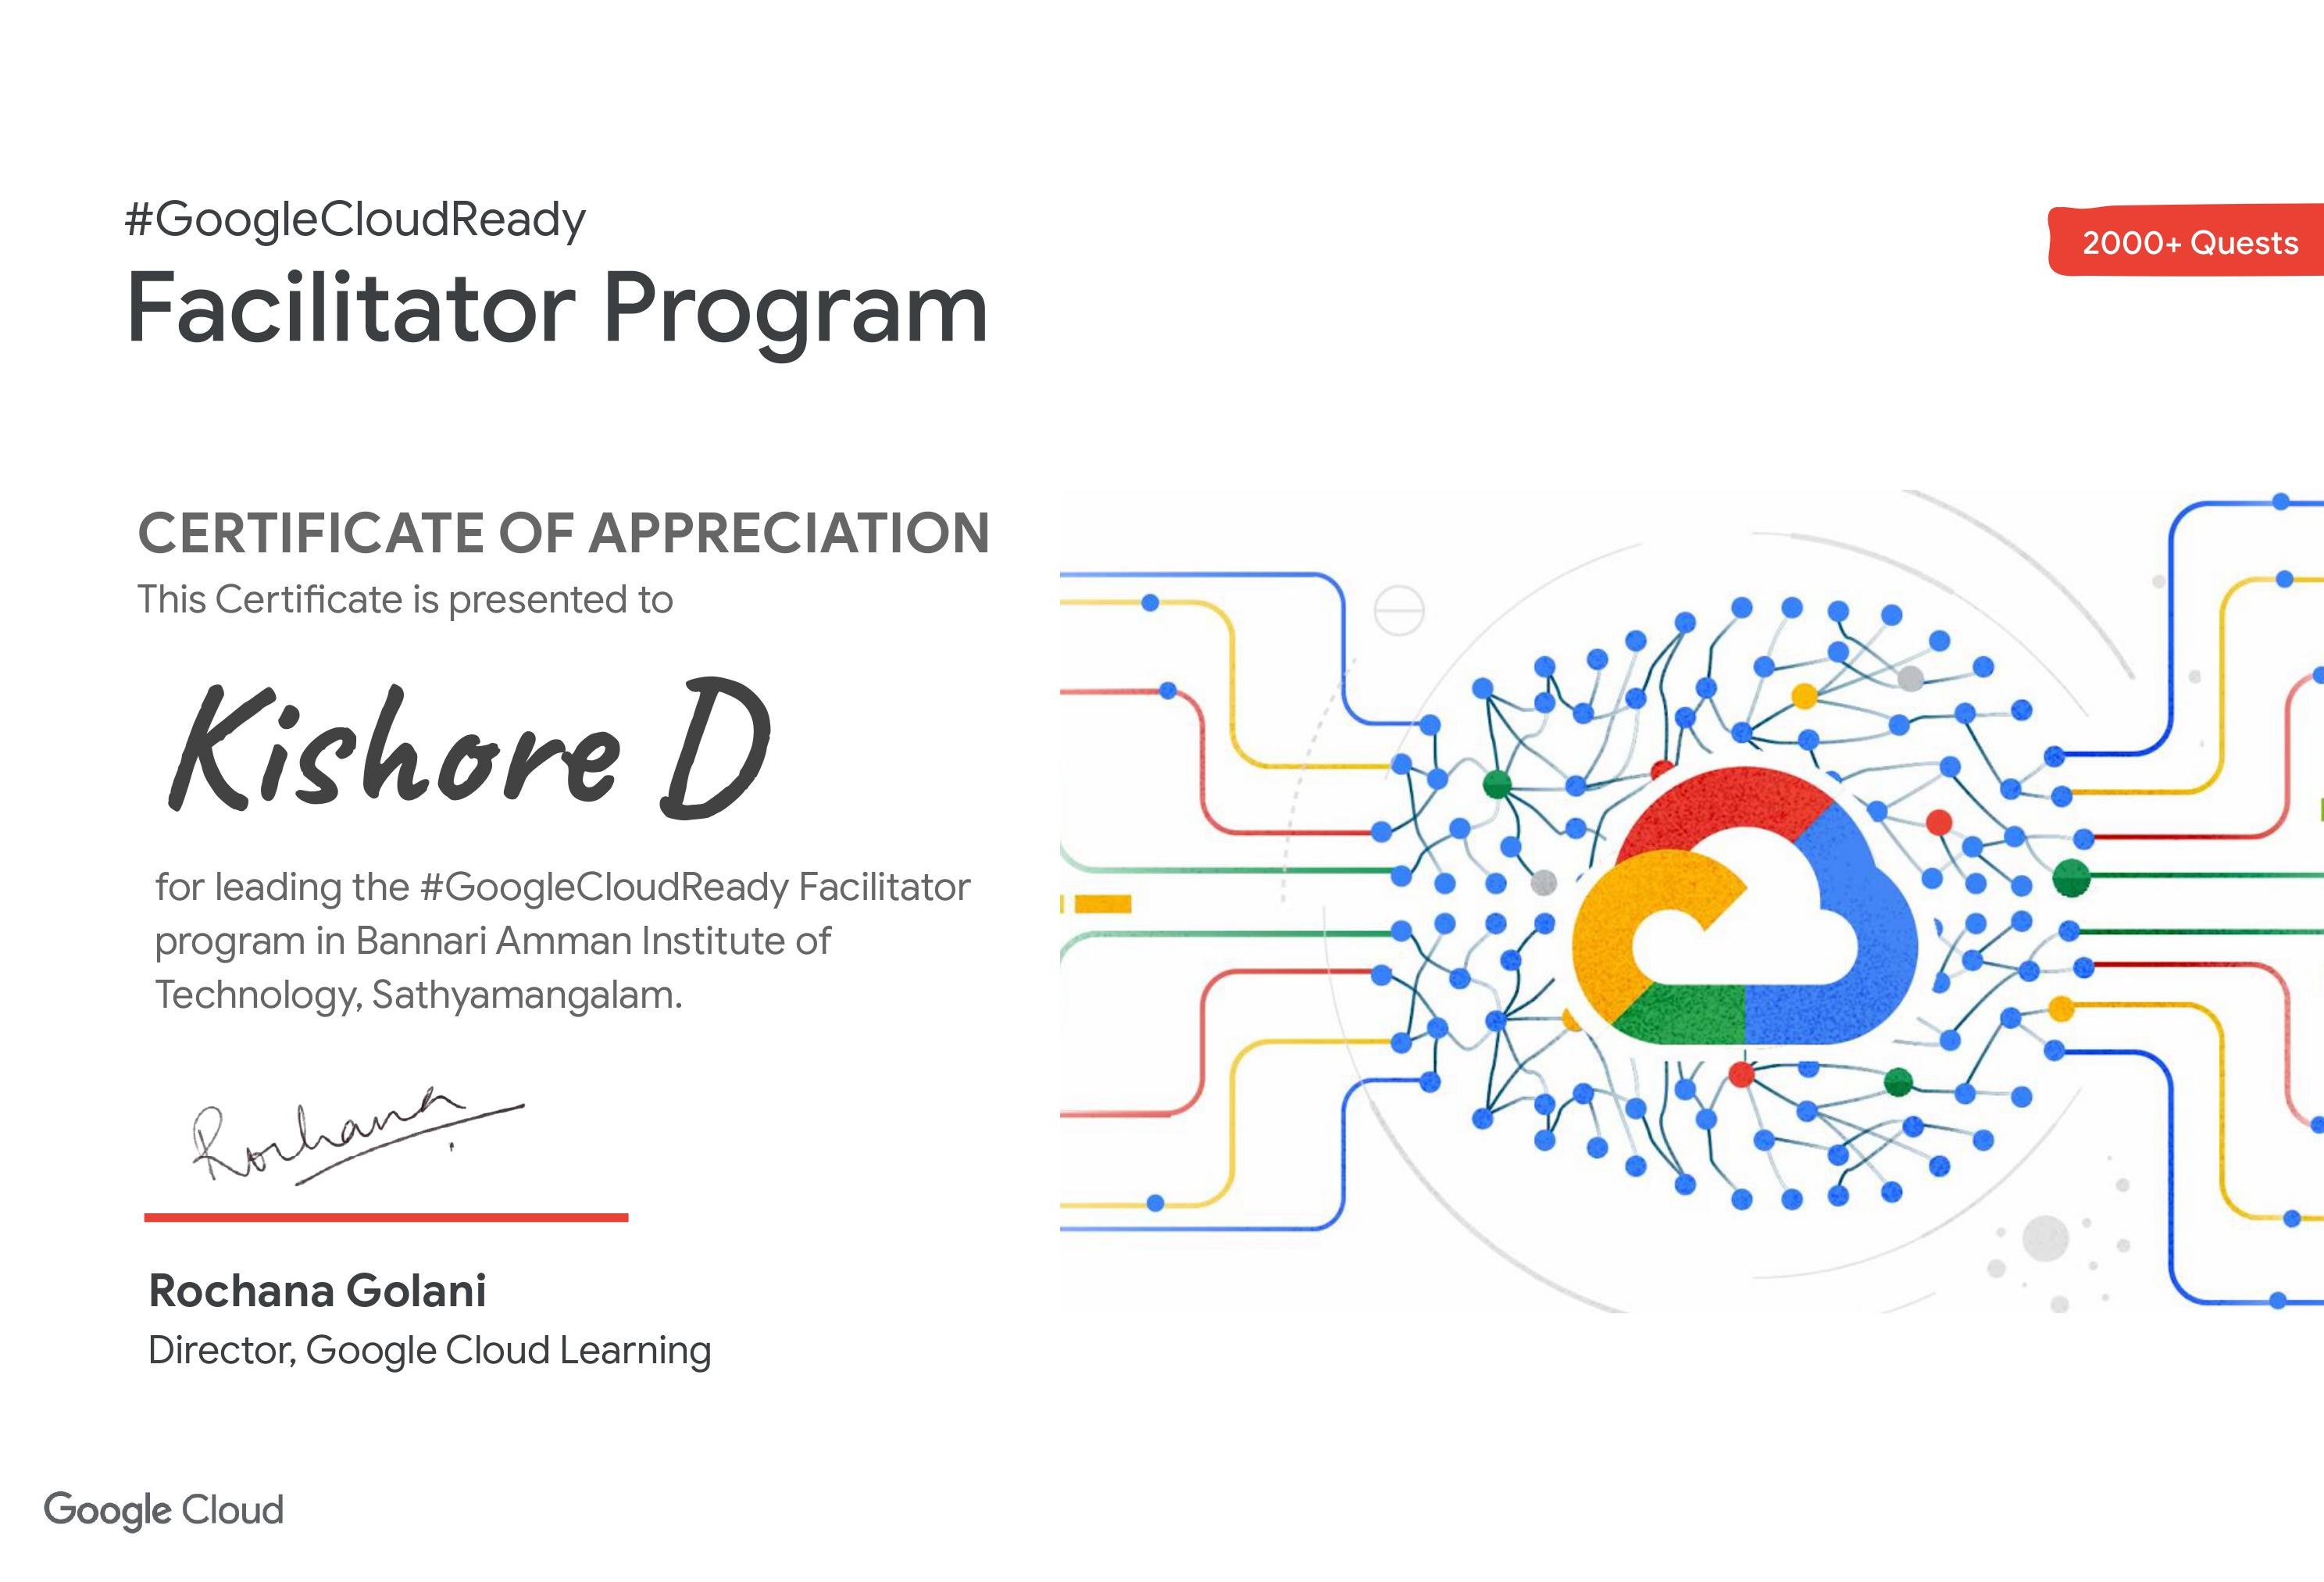 #GoogleCloudReady
Facilitator Program
2000+ Quests
CERTIFICATE OF APPRECIATION
This Certificate is presented to
Kishore D
for leading the #GoogleCloudReady Facilitator
program in Bannari Amman Institute of
Technology, Sathyamangalam.
Rochana
Rochana Golani
Director, Google Cloud Learning
Google Cloud